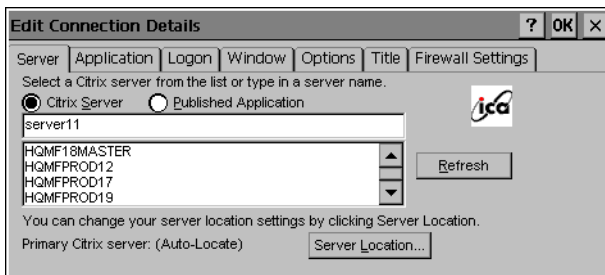 Edit Connection Details ? OK ×
Server Application Logon Window Options Title Firewall Settings
Select a Citrix server from the list or type in a server name.
Citrix Server Published Application
ica
server11
HQMF18MASTER
HQMFPROD12
HQMFPROD17
HQMFPROD19
Refresh
You can change your server location settings by clicking Server Location.
Primary Citrix server: (Auto-Locate) Server Location...